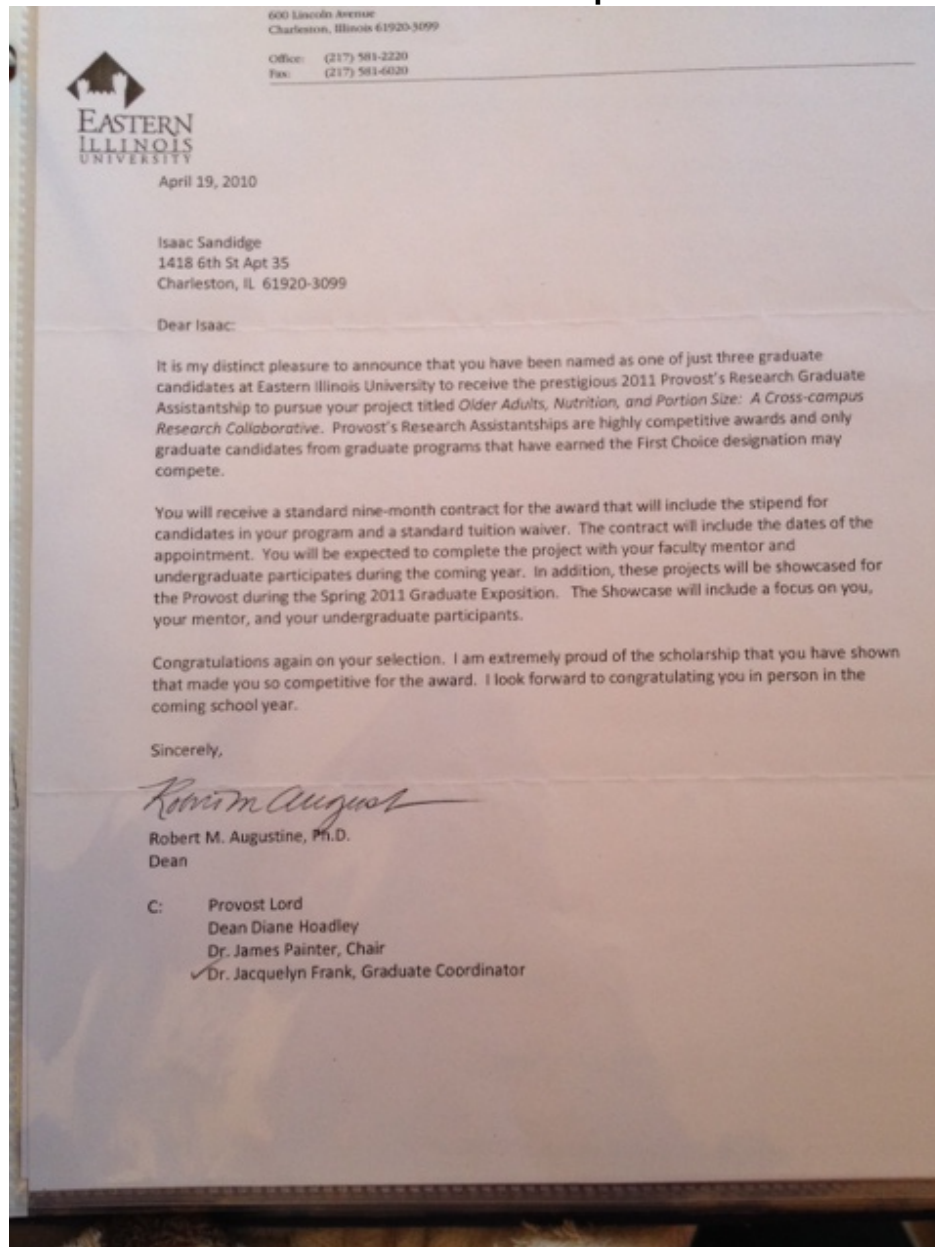 600 Lincoln Avenue
Charleston, Illinois 61920-3099
Office: (217) 581-2220
Fax: (217) 581-6020
EASTERN
ILLINOIS
UNIVERSITY
April 19, 2010
Isaac Sandidge
1418 6th St Apt 35
Charleston, IL 61920-3099
Dear Isaac:
It is my distinct pleasure to announce that you have been named as one of just three graduate
candidates at Eastern Illinois University to receive the prestigious 2011 Provost's Research Graduate
Assistantship to pursue your project titled Older Adults, Nutrition, and Portion Size: A Cross-campus
Research Collaborative. Provost's Research Assistantships are highly competitive awards and only
graduate candidates from graduate programs that have earned the First Choice designation may
compete.
You will receive a standard nine-month contract for the award that will include the stipend for
candidates in your program and a standard tuition waiver. The contract will include the dates of the
appointment. You will be expected to complete the project with your faculty mentor and
undergraduate participates during the coming year. In addition, these projects will be showcased for
the Provost during the Spring 2011 Graduate Exposition. The Showcase will include a focus on you,
your mentor, and your undergraduate participants.
Congratulations again on your selection. I am extremely proud of the scholarship that you have shown
that made you so competitive for the award. I look forward to congratulating you in person in the
coming school year.
Sincerely,
Robert M. Augustine, Ph.D.
Dean
C: Provost Lord
Dean Diane Hoadley
Dr. James Painter, Chair
✓Dr. Jacquelyn Frank, Graduate Coordinator